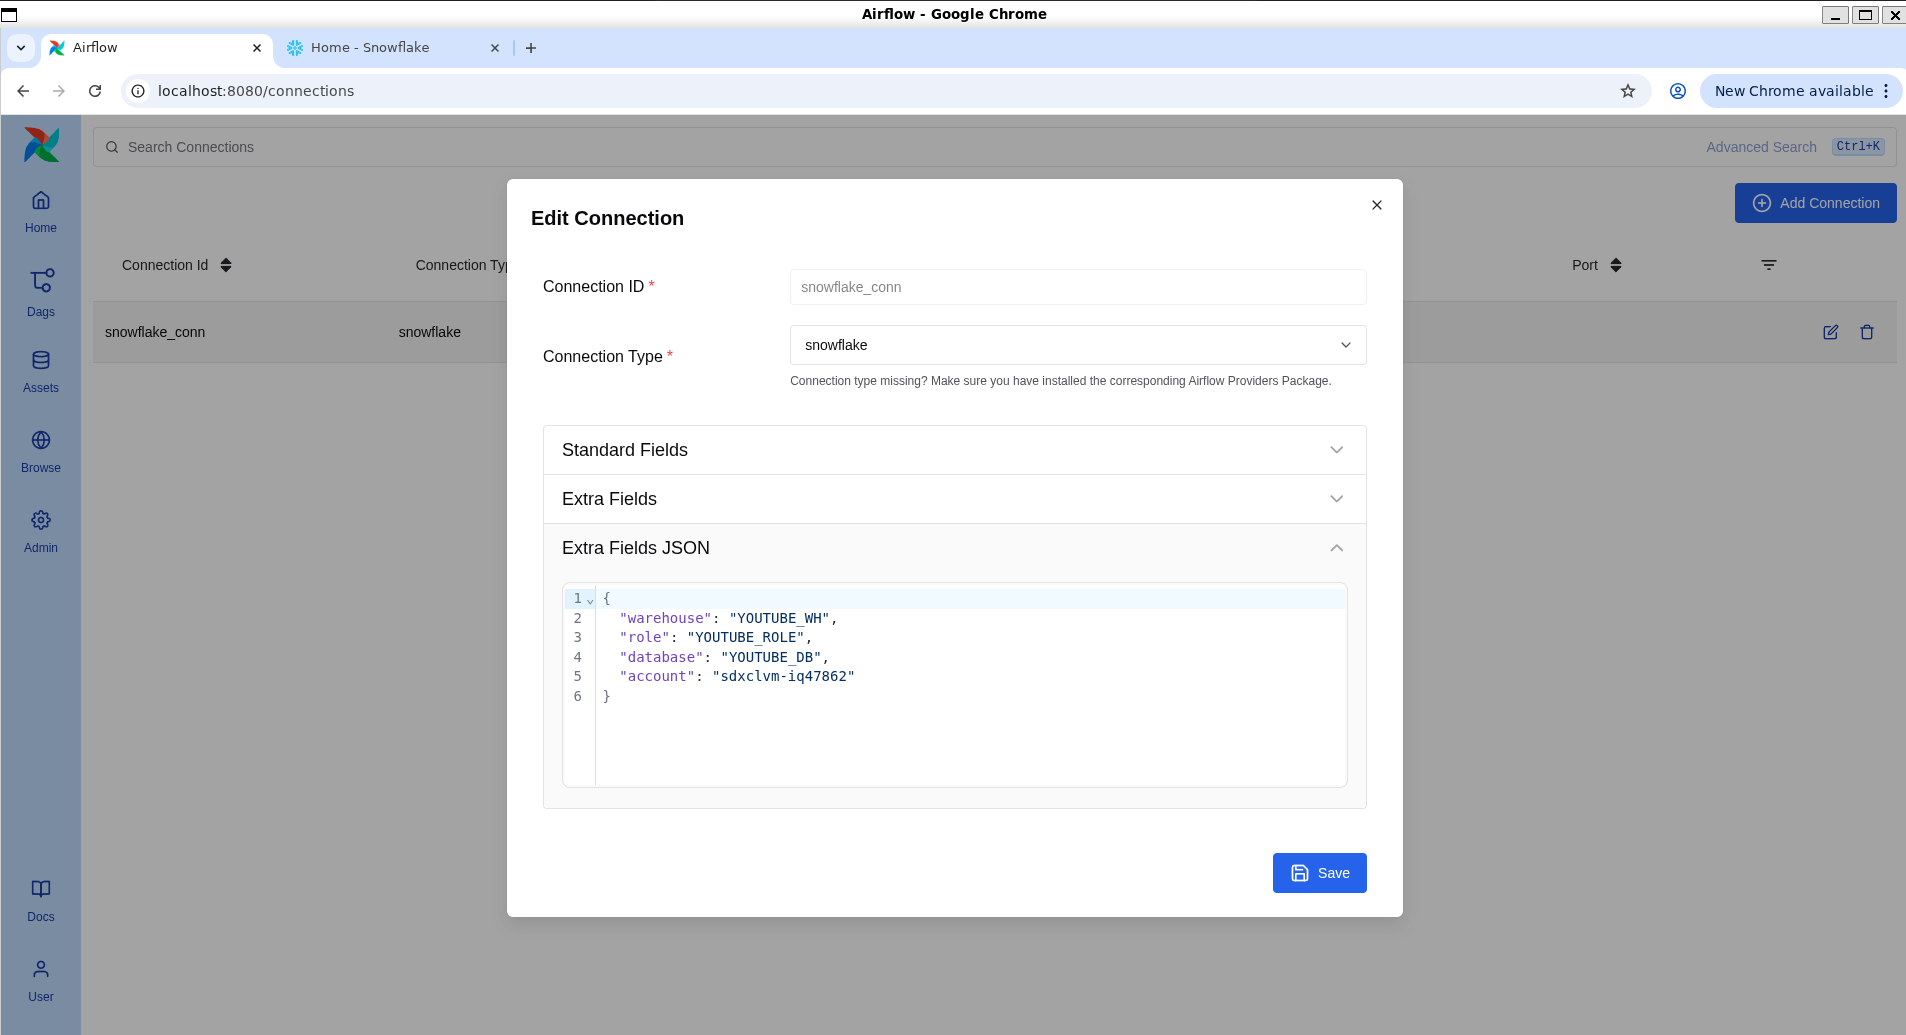 Airflow - Google Chrome
Airflow
Home - Snowflake
localhost:8080/connections
New Chrome available
Search Connections
Advanced Search
Ctrl+K
Home
Dags
Assets
Browse
Admin
Docs
User
Add Connection
Connection Id
Connection Typ
Port
snowflake_conn
snowflake
Edit Connection
Connection ID *
snowflake_conn
Connection Type *
snowflake
Connection type missing? Make sure you have installed the corresponding Airflow Providers Package.
Standard Fields
Extra Fields
Extra Fields JSON
1 {
2 "warehouse": "YOUTUBE_WH",
3 "role": "YOUTUBE_ROLE",
4 "database": "YOUTUBE_DB",
5 "account": "sdxclvm-iq47862"
6 }
Save